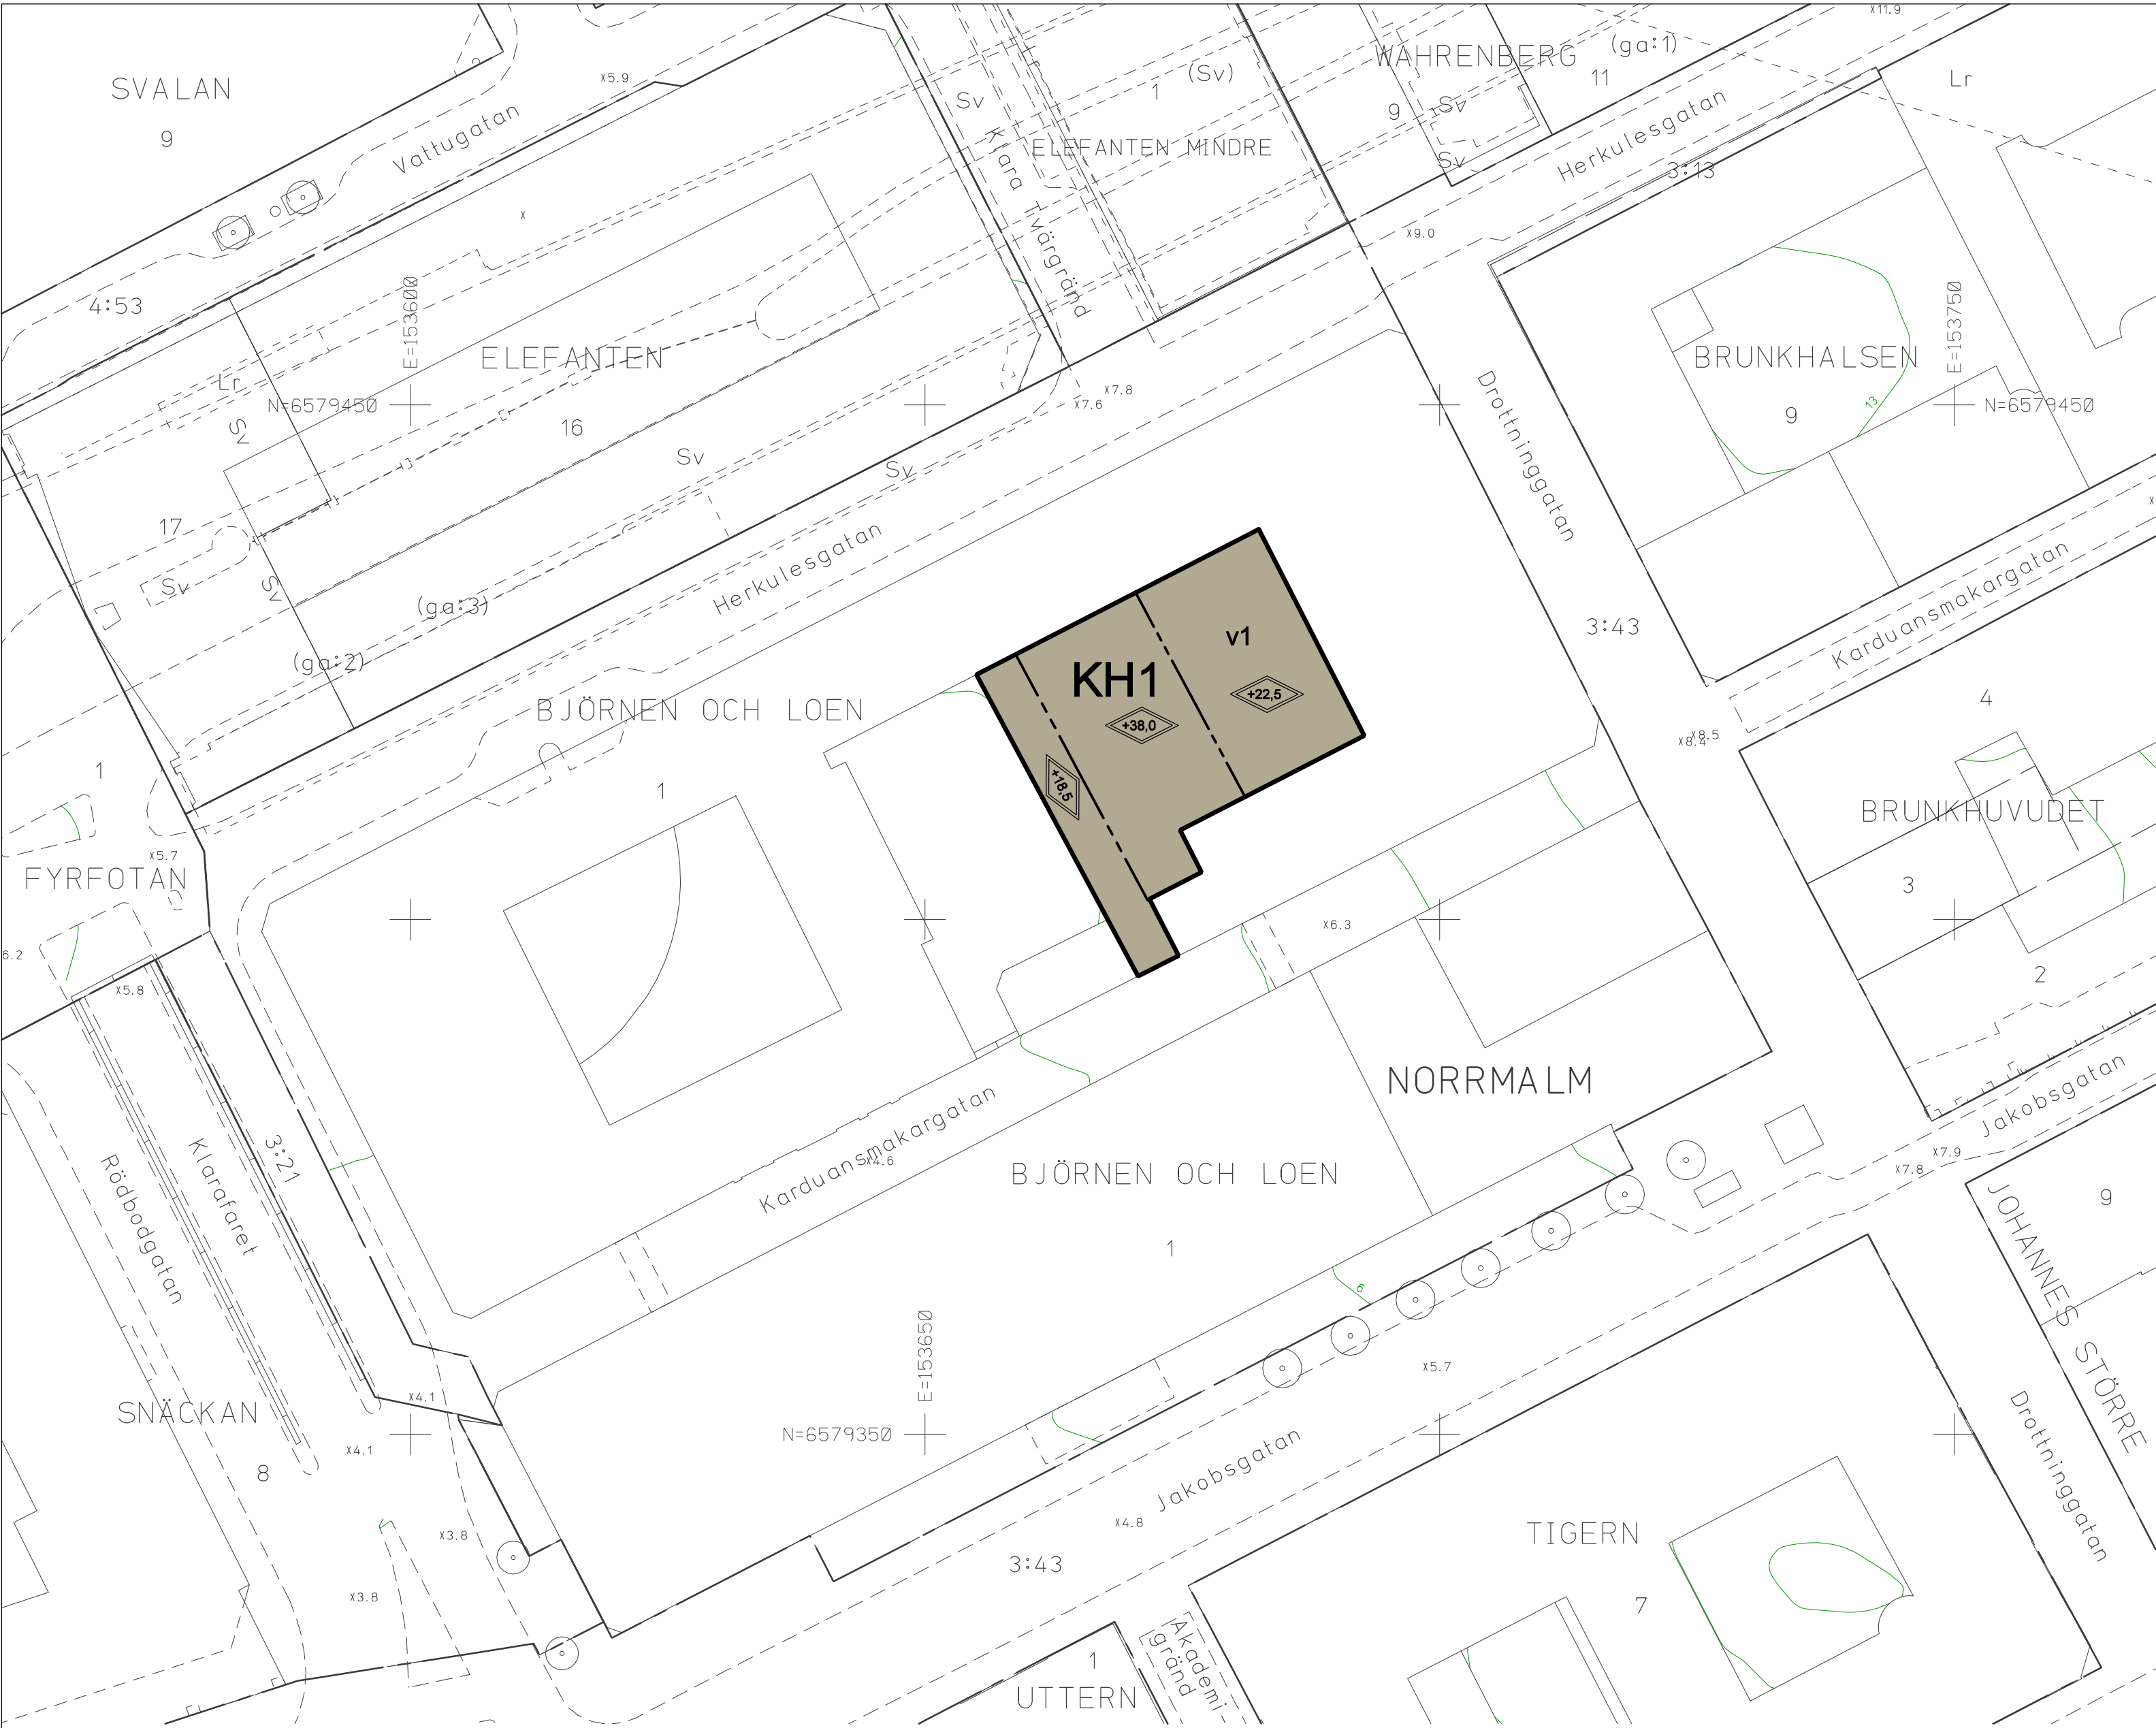 X11.9
WAHRENBERG
(ga:1)
11
Lr
SVALAN
9
X5.9
Vattugatan
Sv
(Sv)
1
9
Sv
Herkulesgatan
ELEFANTEN MINDRE
Sv
3:13
Klara Tvärgränd
x
X9.0
4:53
E=153600
E=153750
ELEFANTEN
BRUNKHALSEN
Lr
N=6579450
X7.8
X7.6
13
N=6579450
9
Sv
16
Drottninggatan
Sv
Sv
17
Herkulesgatan
Karduansmakargatan
Sv
Sv
(ga:3)
3:43
v1
(ga:2)
KH1
+22,5
BJÖRNEN OCH LOEN
4
+38,0
X8.5
X8.4
1
+18,5
1
BRUNKHUVUDET
X5.7
FYRFOTAN
3
X6.3
6.2
2
X5.8
NORRMALM
Jakobsgatan
Karduansmakargatan
X4.6
3:21
Klarafaret
Rödbodgatan
BJÖRNEN OCH LOEN
X7.9
X7.8
9
JOHANNES STÖRRE
1
6
E=153650
X5.7
X4.1
SNÄCKAN
N=6579350
X4.1
8
Jakobsgatan
Drottninggatan
X4.8
X3.8
TIGERN
3:43
X3.8
7
1
Akademi-
gränd
UTTERN